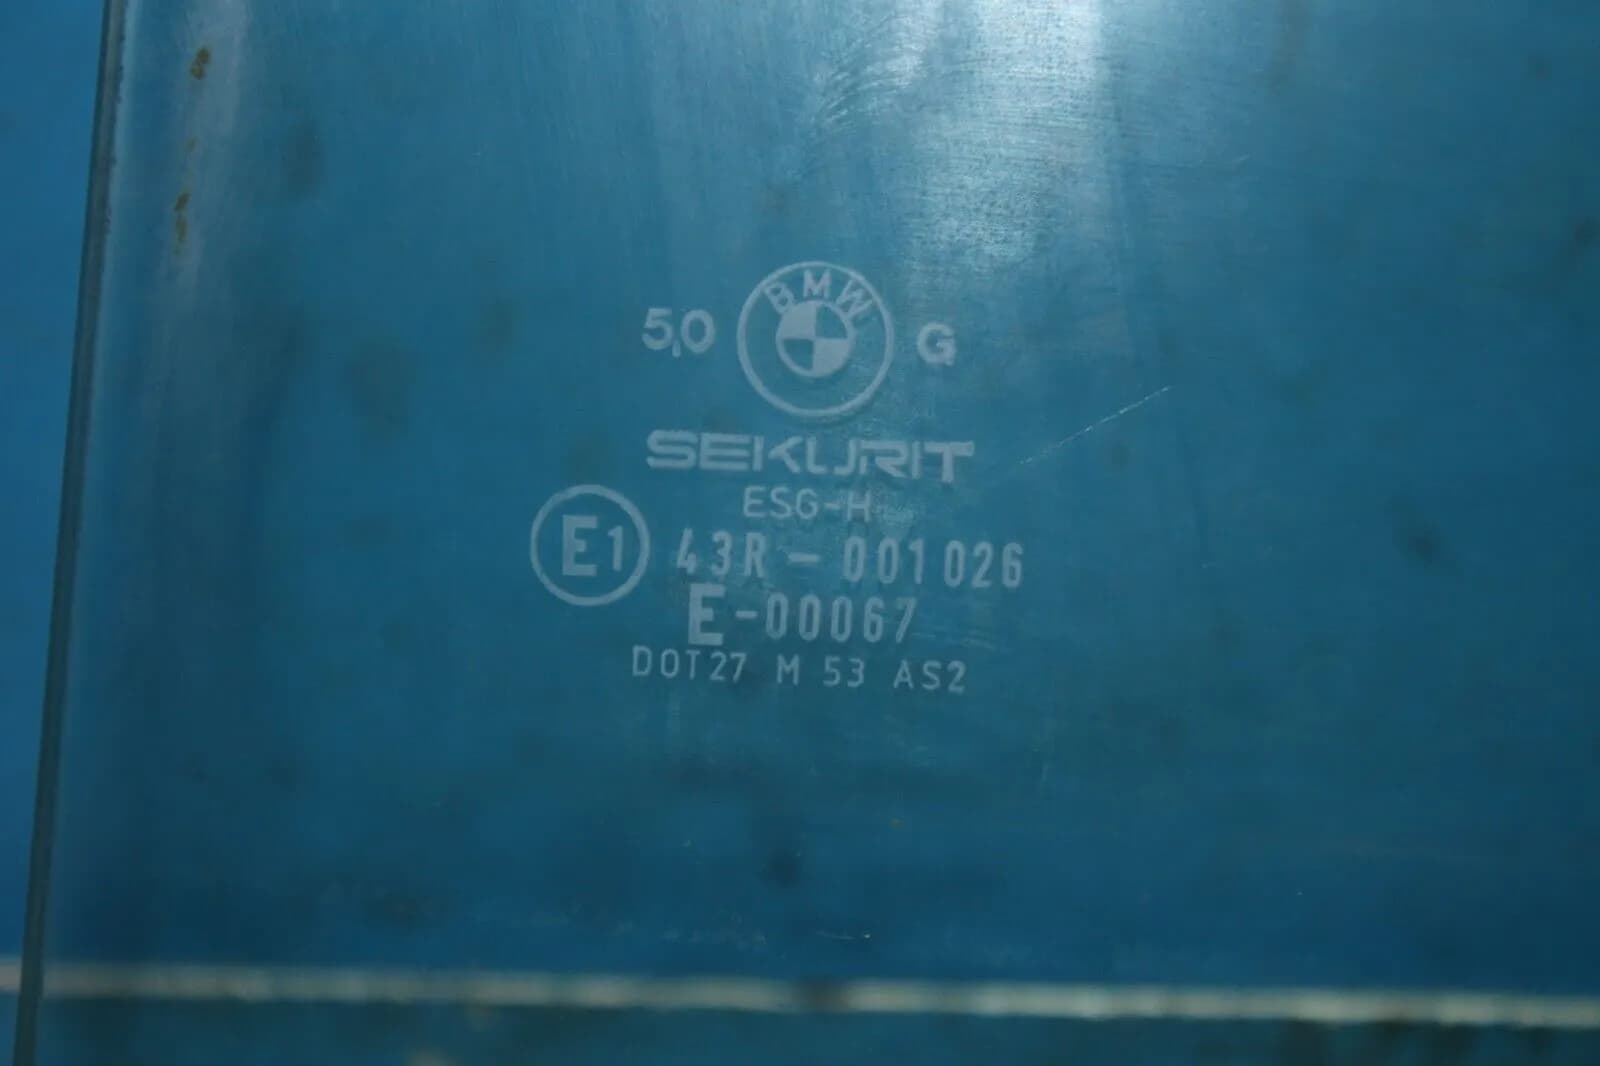 5,0 BMW G
SEKURIT
ESG-H
E1 43R-001026
E-00067
DOT27 M 53 AS2